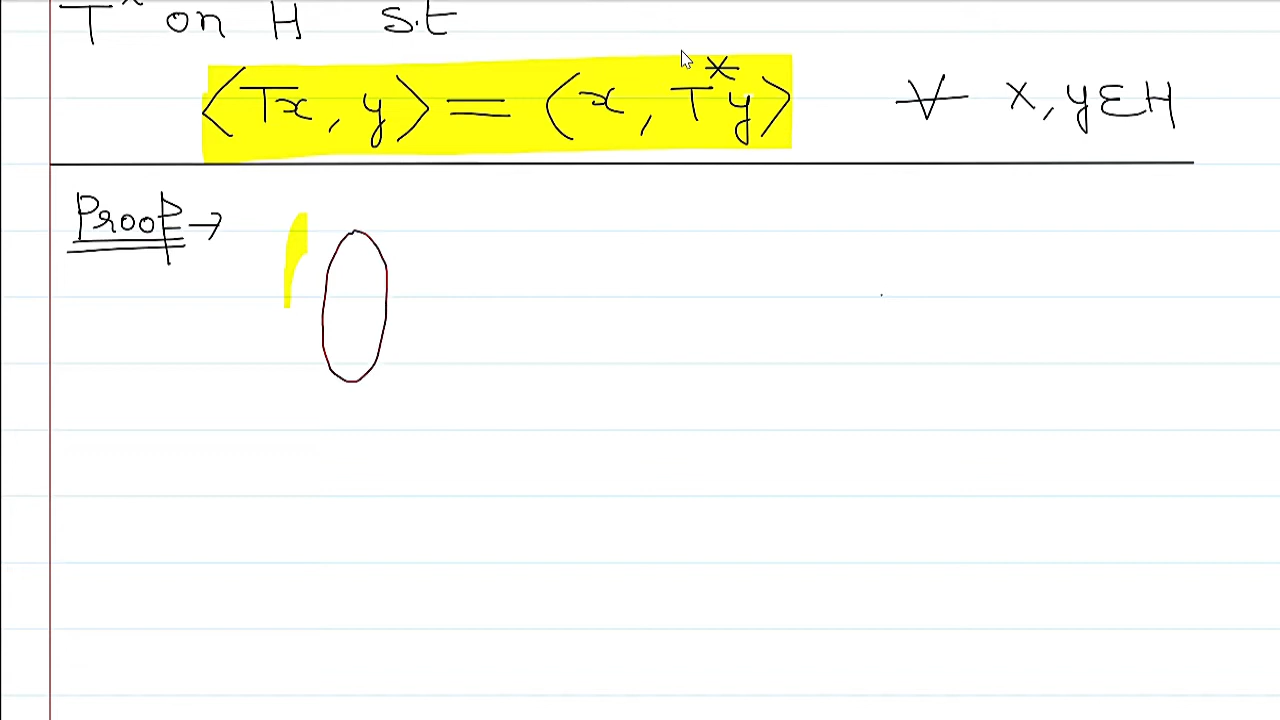 T* on H s.t
⟨Tx, y⟩ = ⟨x, T*y⟩ ∀ x, y ∈ H
Proof →